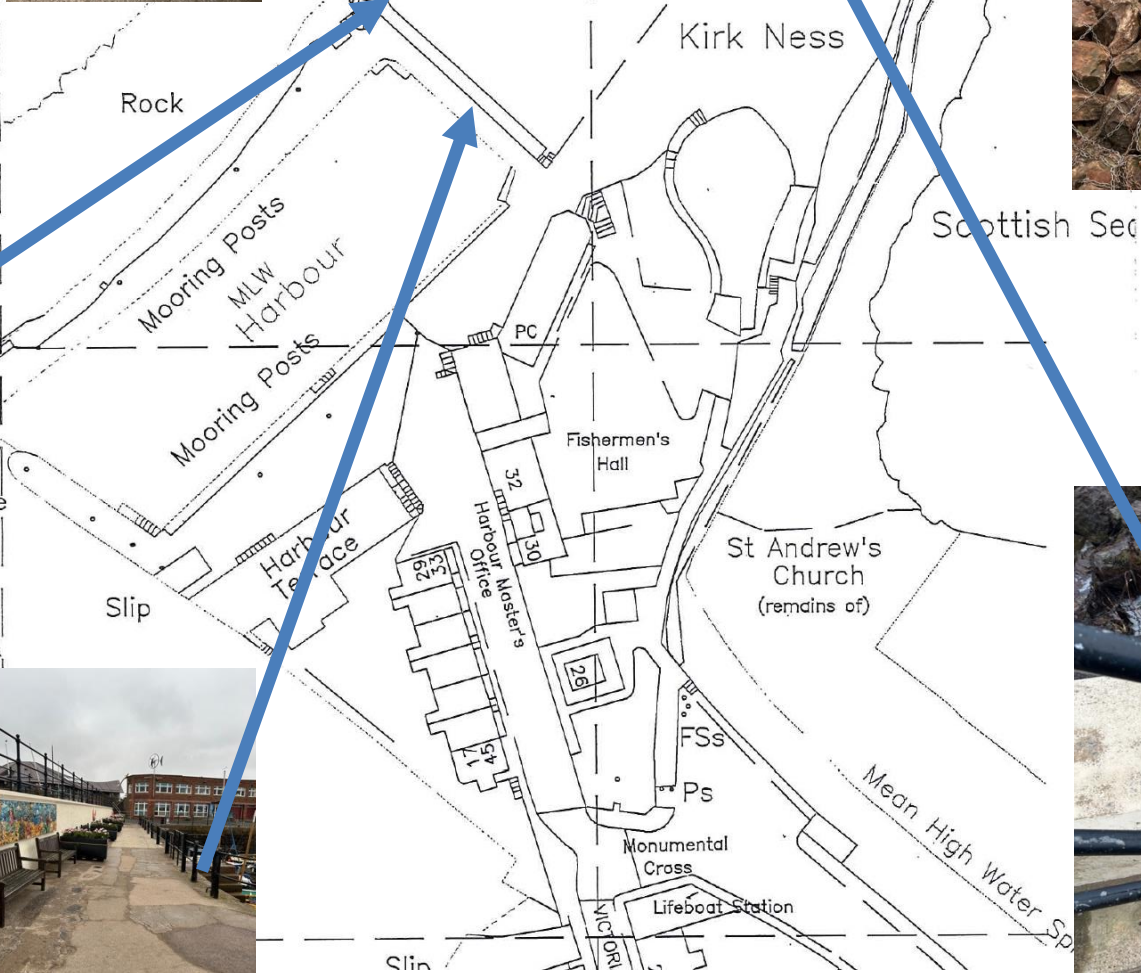 Kirk Ness
Rock
Scottish Sea
Mooring Posts
MLW
Harbour
PC
Mooring Posts
Fishermen's
Hall
32
30
Harbour Master's
Office
St Andrew's
Church
(remains of)
Harbour
Terrace
29
33
Slip
26
FSs
45
17
Ps
Mean High Water Sp
Monumental
Cross
Lifeboat Station
VICTORI
Slip